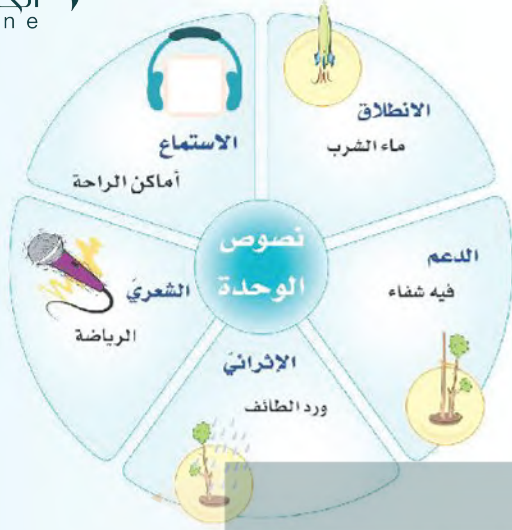 n e
الانطلاق
ماء الشرب
الدعم
فيه شفاء
الإثرائيّ
ورد الطائف
الشعريّ
الرياضة
الاستماع
أماكن الراحة
نصوص
الوحدة